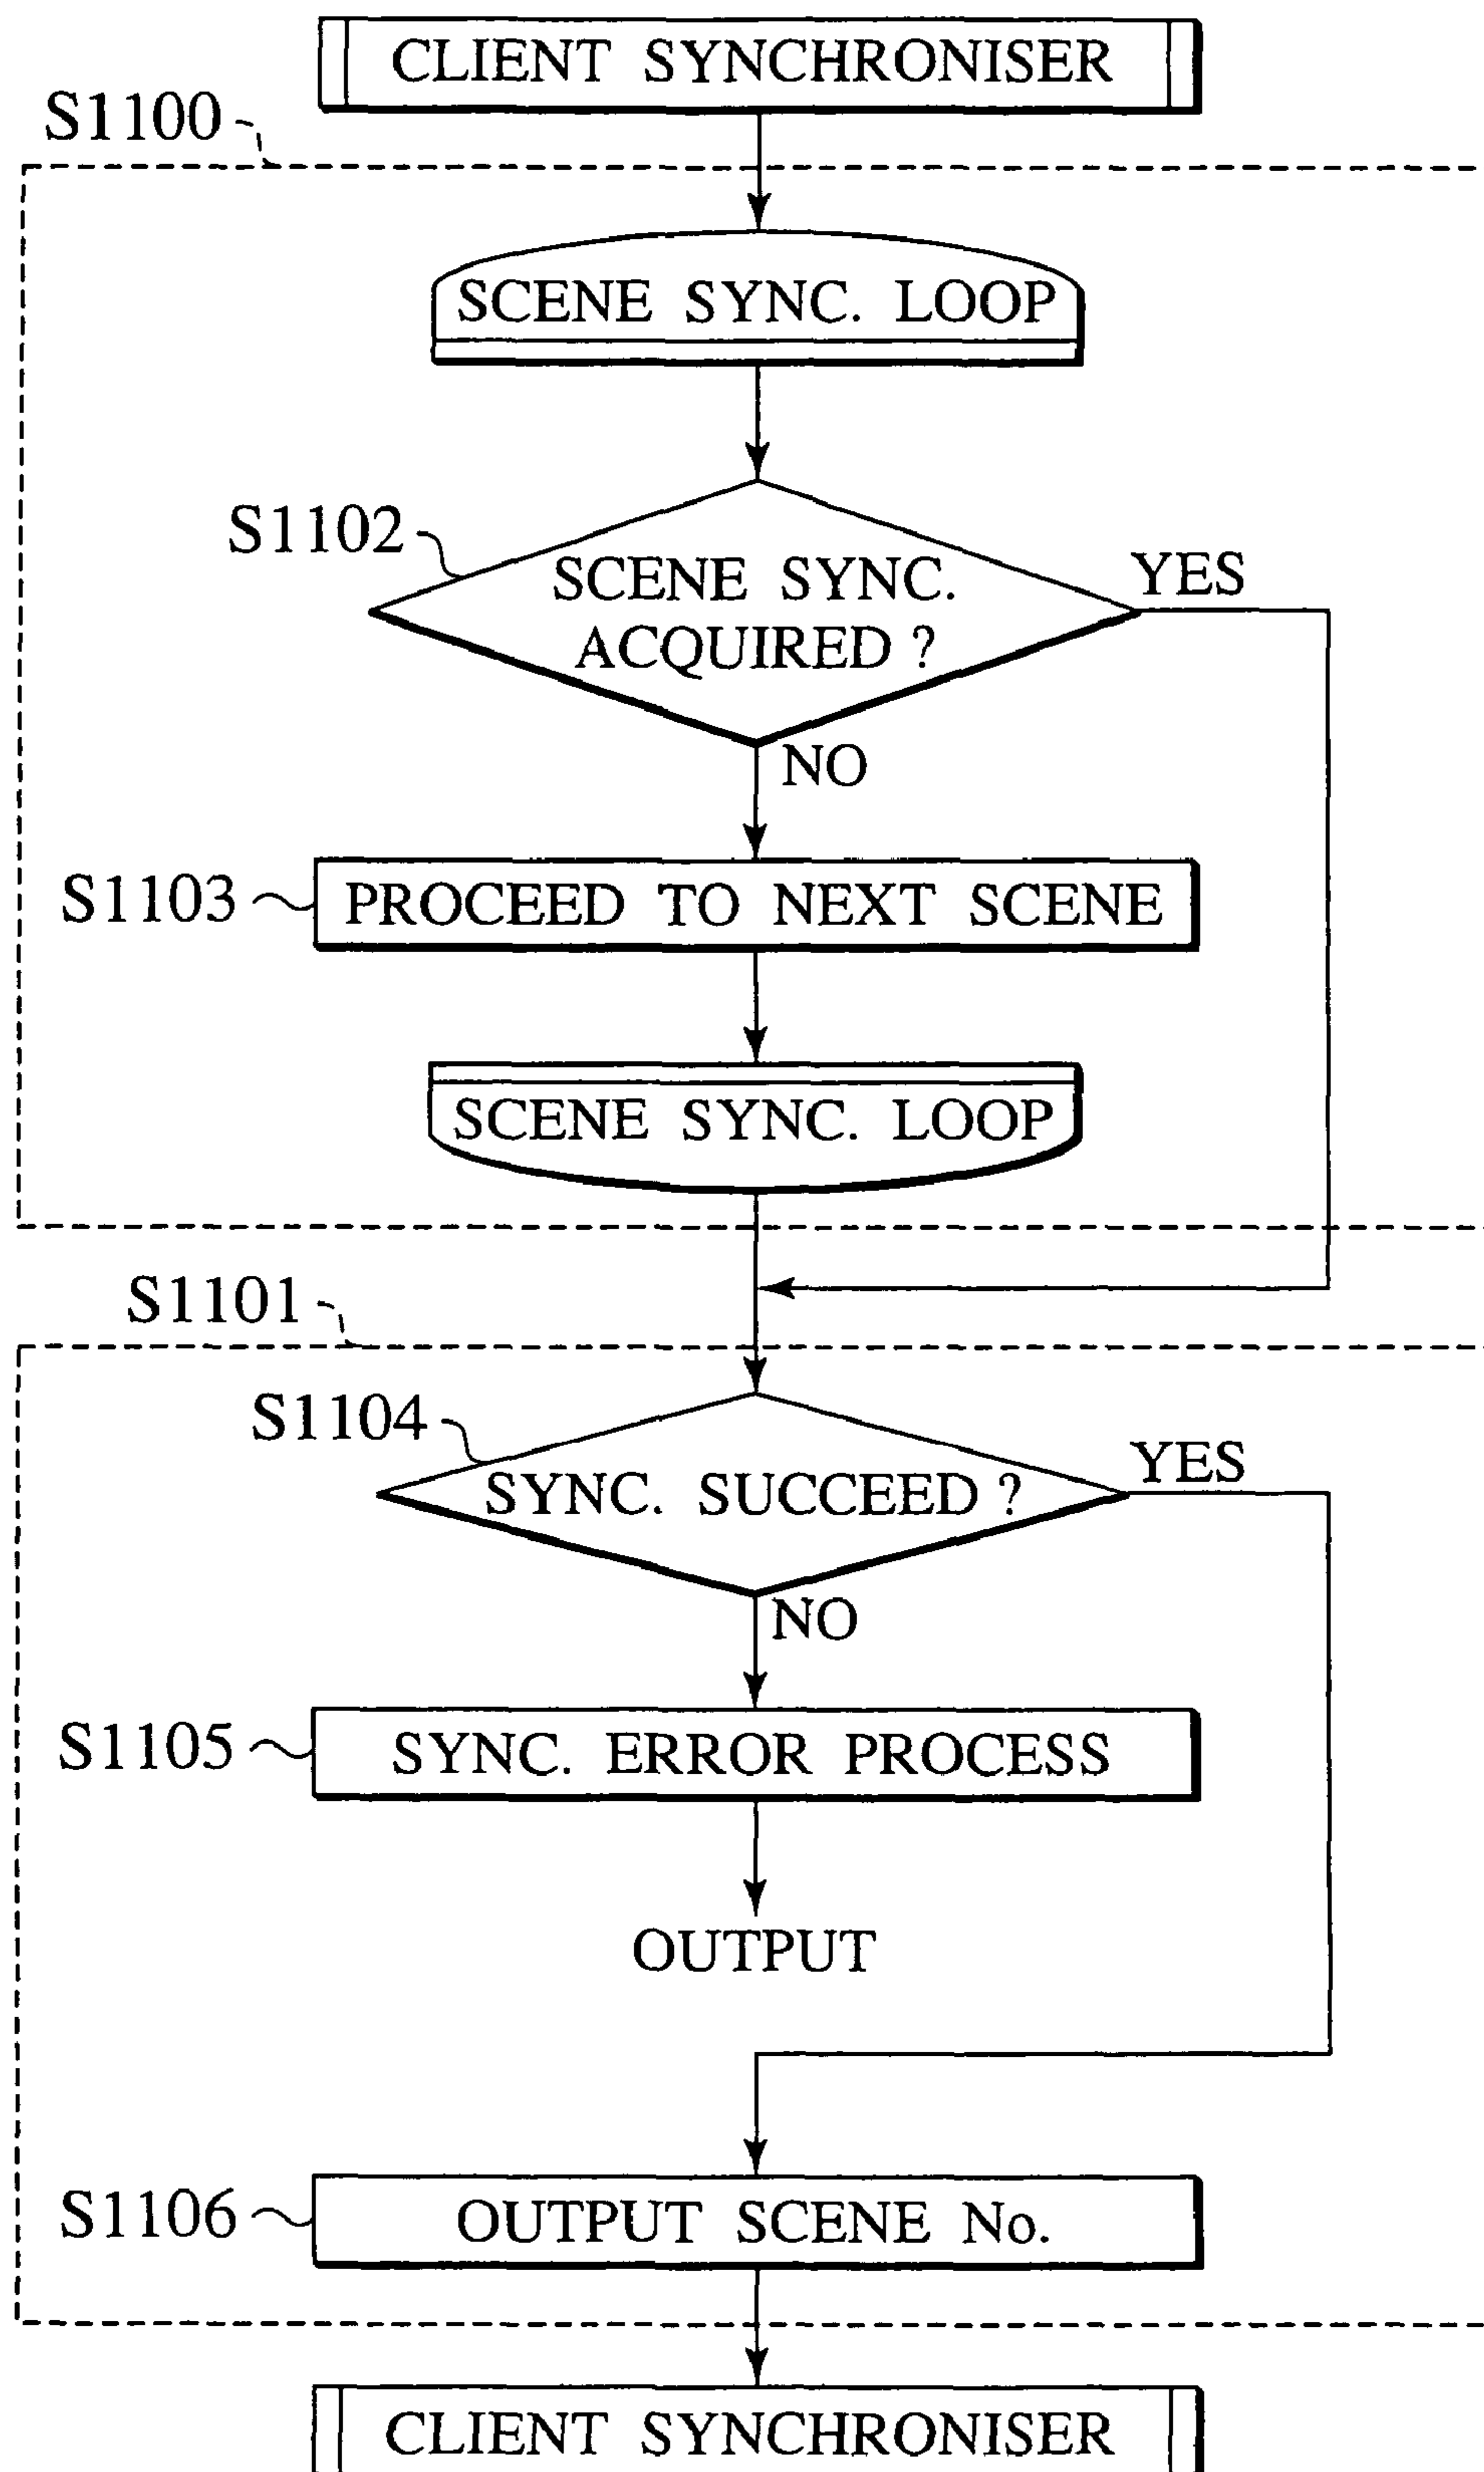 CLIENT SYNCHRONISER
S1100
SCENE SYNC. LOOP
S1102
SCENE SYNC.
ACQUIRED ?
YES
NO
S1103
PROCEED TO NEXT SCENE
SCENE SYNC. LOOP
S1101
S1104
SYNC. SUCCEED ?
YES
NO
S1105
SYNC. ERROR PROCESS
OUTPUT
S1106
OUTPUT SCENE No.
CLIENT SYNCHRONISER